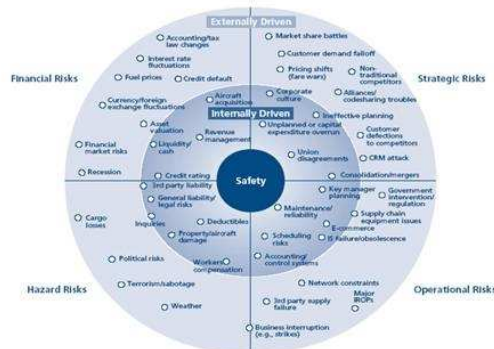 Externally Driven
Market share battles
Accounting/tax
law changes
Customer demand falloff
Interest rate
fluctuations
Pricing shifts
(fare wars)
Non-
traditional
competitors
Financial Risks
Strategic Risks
Fuel prices
Credit default
Aircraft
acquisition
Corporate
culture
Alliances/
codesharing troubles
Currency/foreign
exchange fluctuations
Ineffective planning
Internally Driven
Asset
valuation
Revenue
management
Unplanned or capital
expenditure overrun
Customer
defections to
competitors
Financial
market risks
Liquidity/
cash
Union
disagreements
CRM attack
Recession
Credit rating
Safety
Consolidation/mergers
3rd party liability
General liability/
legal risks
Key manager
planning
Government
intervention/
regulation
Cargo
losses
Inquiries
Deductibles
Maintenance/
reliability
Supply chain
equipment issues
E-commerce
Property/aircraft
damage
Scheduling
risks
IS failure/obsolescence
Political risks
Workers
compensation
Accounting/
control systems
Hazard Risks
Operational Risks
Terrorism/sabotage
Network constraints
Major
IROPs
Weather
3rd party supply
failure
Business interruption
(e.g., strikes)